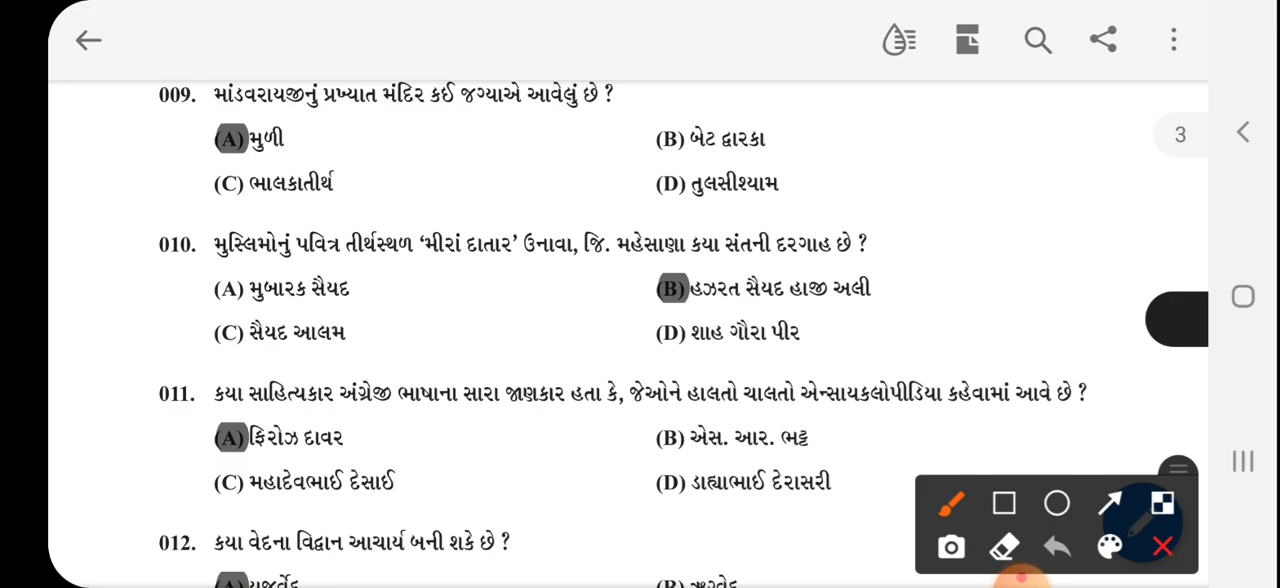 3
009. માંડવરાયજીનું પ્રખ્યાત મંદિર કઈ જગ્યાએ આવેલું છે ?
(A) મુળી (B) બેટ દ્વારકા
(C) ભાલકાતીર્થ (D) તુલસીશ્યામ
010. મુસ્લિમોનું પવિત્ર તીર્થસ્થળ ‘મીરાં દાતાર’ ઉનાવા, જિ. મહેસાણા કયા સંતની દરગાહ છે ?
(A) મુબારક સૈયદ (B) હઝરત સૈયદ હાજી અલી
(C) સૈયદ આલમ (D) શાહ ગૌરા પીર
011. કયા સાહિત્યકાર અંગ્રેજી ભાષાના સારા જાણકાર હતા કે, જેઓને હાલતો ચાલતો એન્સાયકલોપીડિયા કહેવામાં આવે છે ?
(A) ફિરોઝ દાવર (B) એસ. આર. ભટ્ટ
(C) મહાદેવભાઈ દેસાઈ (D) ડાહ્યાભાઈ દેરાસરી
012. કયા વેદના વિદ્વાન આચાર્ય બની શકે છે ?
(A) યજુર્વેદ (B) ઋગ્વેદ